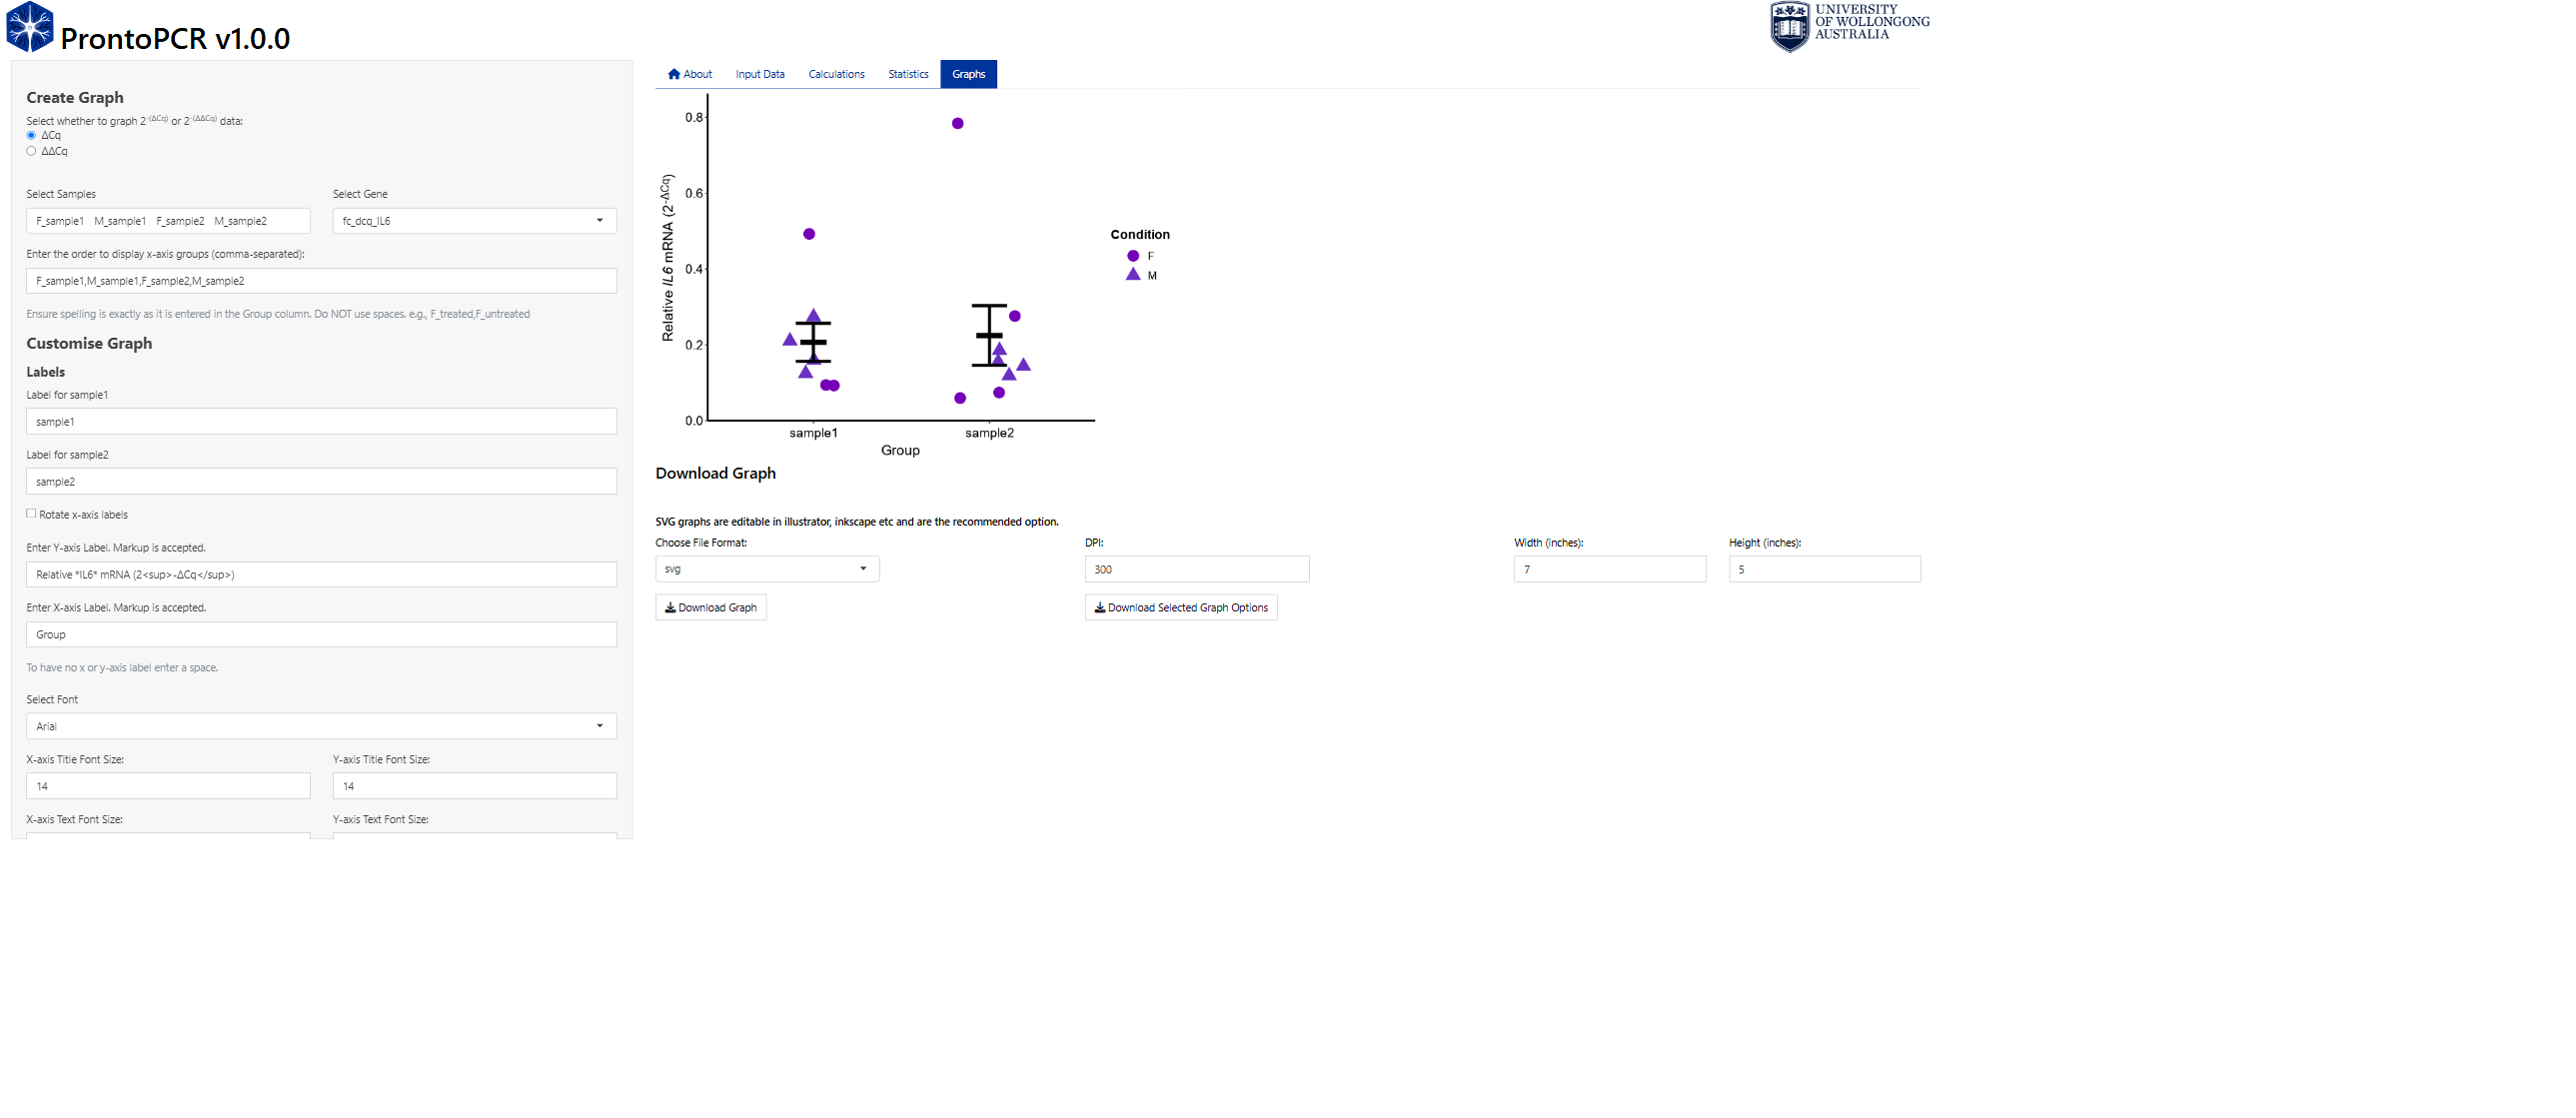 ProntoPCR v1.0.0
UNIVERSITY
OF WOLLONGONG
AUSTRALIA
Create Graph
Select whether to graph 2-(ΔCq) or 2-(ΔΔCq) data:
ΔCq
ΔΔCq
Select Samples
Select Gene
F_sample1 M_sample1 F_sample2 M_sample2
fc_dcq_IL6
Enter the order to display x-axis groups (comma-separated):
F_sample1,M_sample1,F_sample2,M_sample2
Ensure spelling is exactly as it is entered in the Group column. Do NOT use spaces. e.g., F_treated,F_untreated
Customise Graph
Labels
Label for sample1
sample1
Label for sample2
sample2
Rotate x-axis labels
Enter Y-axis Label. Markup is accepted.
Relative *IL6* mRNA (2<sup>-ΔCq</sup>)
Enter X-axis Label. Markup is accepted.
Group
To have no x or y-axis label enter a space.
Select Font
Arial
X-axis Title Font Size:
Y-axis Title Font Size:
14
14
X-axis Text Font Size:
Y-axis Text Font Size:
About
Input Data
Calculations
Statistics
Graphs
Relative IL6 mRNA (2-ΔCq)
0.8
0.6
0.4
0.2
0.0
sample1
sample2
Group
Condition
F
M
Download Graph
SVG graphs are editable in illustrator, inkscape etc and are the recommended option.
Choose File Format:
DPI:
Width (inches):
Height (inches):
svg
300
7
5
Download Graph
Download Selected Graph Options